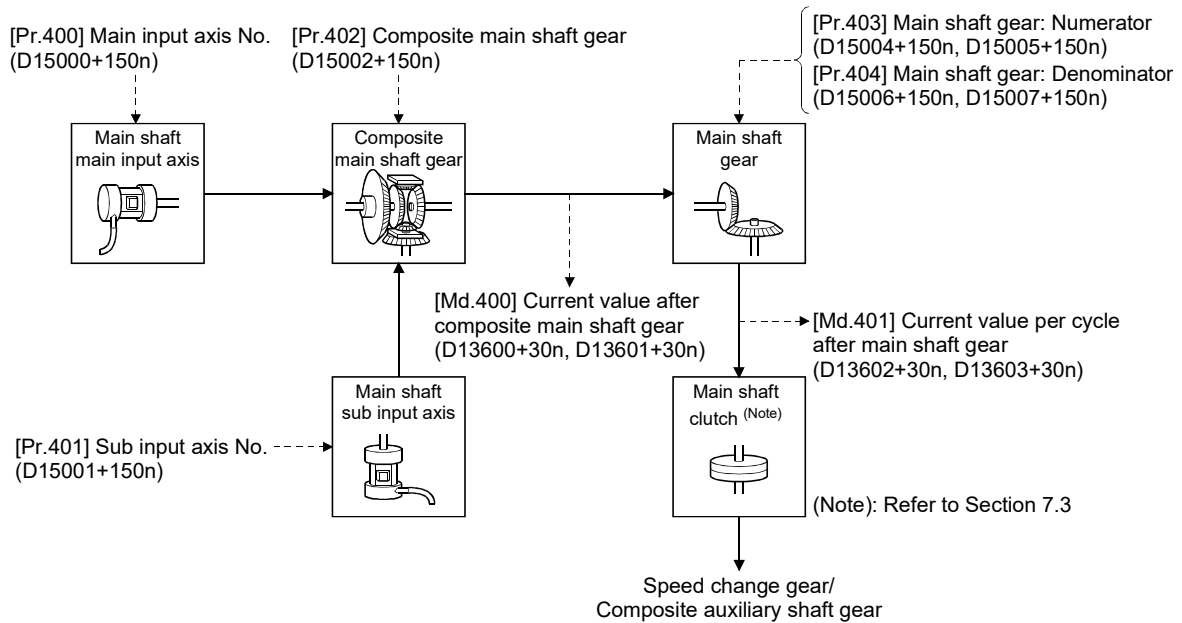 [Pr.400] Main input axis No.
(D15000+150n)
[Pr.402] Composite main shaft gear
(D15002+150n)
[Pr.403] Main shaft gear: Numerator
(D15004+150n, D15005+150n)
[Pr.404] Main shaft gear: Denominator
(D15006+150n, D15007+150n)
Main shaft
main input axis
Composite
main shaft gear
Main shaft
gear
[Md.400] Current value after
composite main shaft gear
(D13600+30n, D13601+30n)
[Md.401] Current value per cycle
after main shaft gear
(D13602+30n, D13603+30n)
[Pr.401] Sub input axis No.
(D15001+150n)
Main shaft
sub input axis
Main shaft
clutch (Note)
(Note): Refer to Section 7.3
Speed change gear/
Composite auxiliary shaft gear